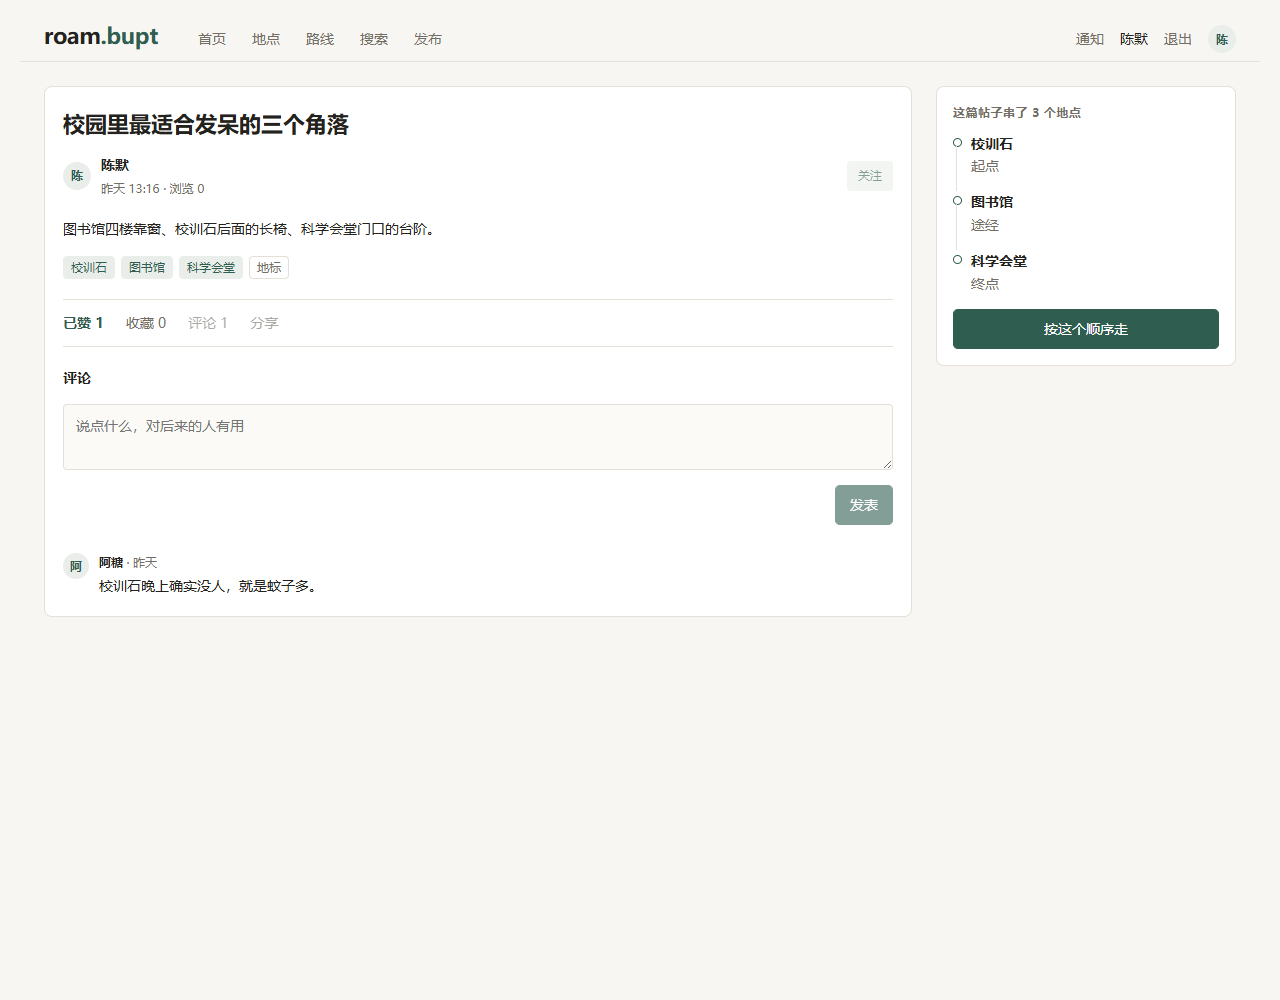 roam.bupt 首页 地点 路线 搜索 发布 通知 陈默 退出 陈
校园里最适合发呆的三个角落
陈 陈默
昨天 13:16 · 浏览 0
关注
图书馆四楼靠窗、校训石后面的长椅、科学会堂门口的台阶。
校训石 图书馆 科学会堂 地标
已赞 1 收藏 0 评论 1 分享
评论
说点什么，对后来的人有用
发表
阿 阿糖 · 昨天
校训石晚上确实没人，就是蚊子多。
这篇帖子串了 3 个地点
校训石
起点
图书馆
途经
科学会堂
终点
按这个顺序走